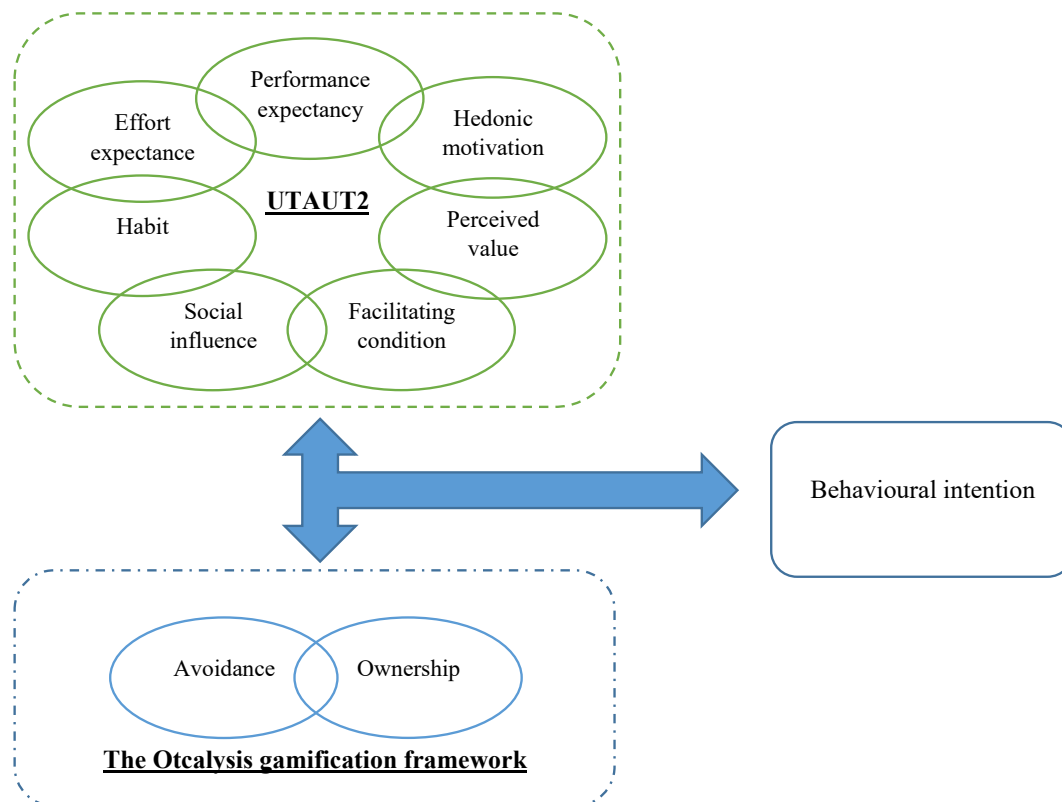 Performance
expectancy
Effort
expectance
Hedonic
motivation
UTAUT2
Habit
Perceived
value
Social
influence
Facilitating
condition
Behavioural intention
Avoidance
Ownership
The Otcalysis gamification framework